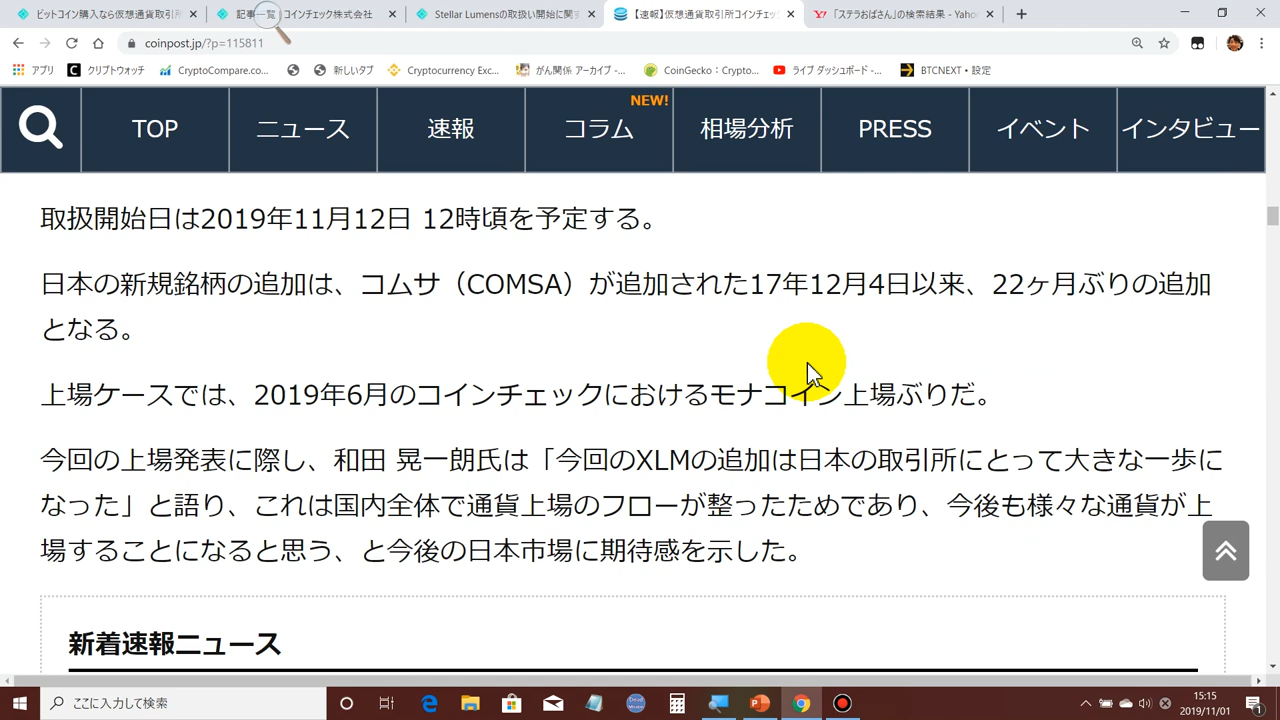 ビットコイン購入なら仮想通貨取引所
記事一覧 | コインチェック株式会社
Stellar Lumensの取扱い開始に関す
【速報】仮想通貨取引所コインチェッ
「ステラおばさん」の検索結果 -
coinpost.jp/?p=115811
アプリ
クリプトウォッチ
CryptoCompare.co...
新しいタブ
Cryptocurrency Exc...
がん関係 アーカイブ -...
CoinGecko：Crypto...
ライブ ダッシュボード -...
BTCNEXT • 設定
NEW!
TOP
ニュース
速報
コラム
相場分析
PRESS
イベント
インタビュー
取扱開始日は2019年11月12日 12時頃を予定する。
日本の新規銘柄の追加は、コムサ（COMSA）が追加された17年12月4日以来、22ヶ月ぶりの追加
となる。
上場ケースでは、2019年6月のコインチェックにおけるモナコイン上場ぶりだ。
今回の上場発表に際し、和田 晃一朗氏は「今回のXLMの追加は日本の取引所にとって大きな一歩に
なった」と語り、これは国内全体で通貨上場のフローが整ったためであり、今後も様々な通貨が上
場することになると思う、と今後の日本市場に期待感を示した。
新着速報ニュース
ここに入力して検索
15:15
2019/11/01